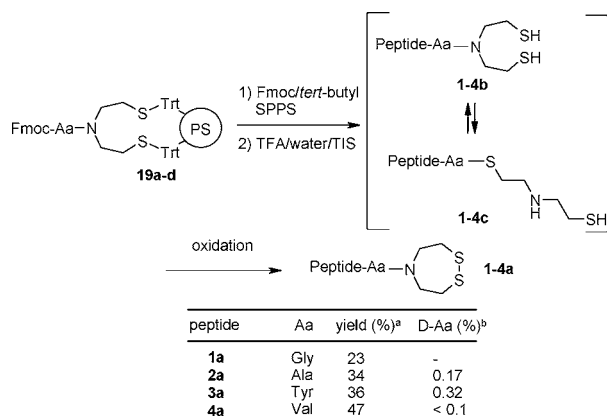 SH
Peptide-Aa
N
SH
1-4b
Trt
S
1) Fmoc/tert-butyl
SPPS
Fmoc-Aa
N
PS
S
Trt
2) TFA/water/TIS
19a-d
Peptide-Aa
S
N
H
SH
1-4c
oxidation
Peptide-Aa
N
S
S
1-4a
peptide Aa yield (%)a D-Aa (%)b
1a Gly 23 -
2a Ala 34 0.17
3a Tyr 36 0.32
4a Val 47 < 0.1